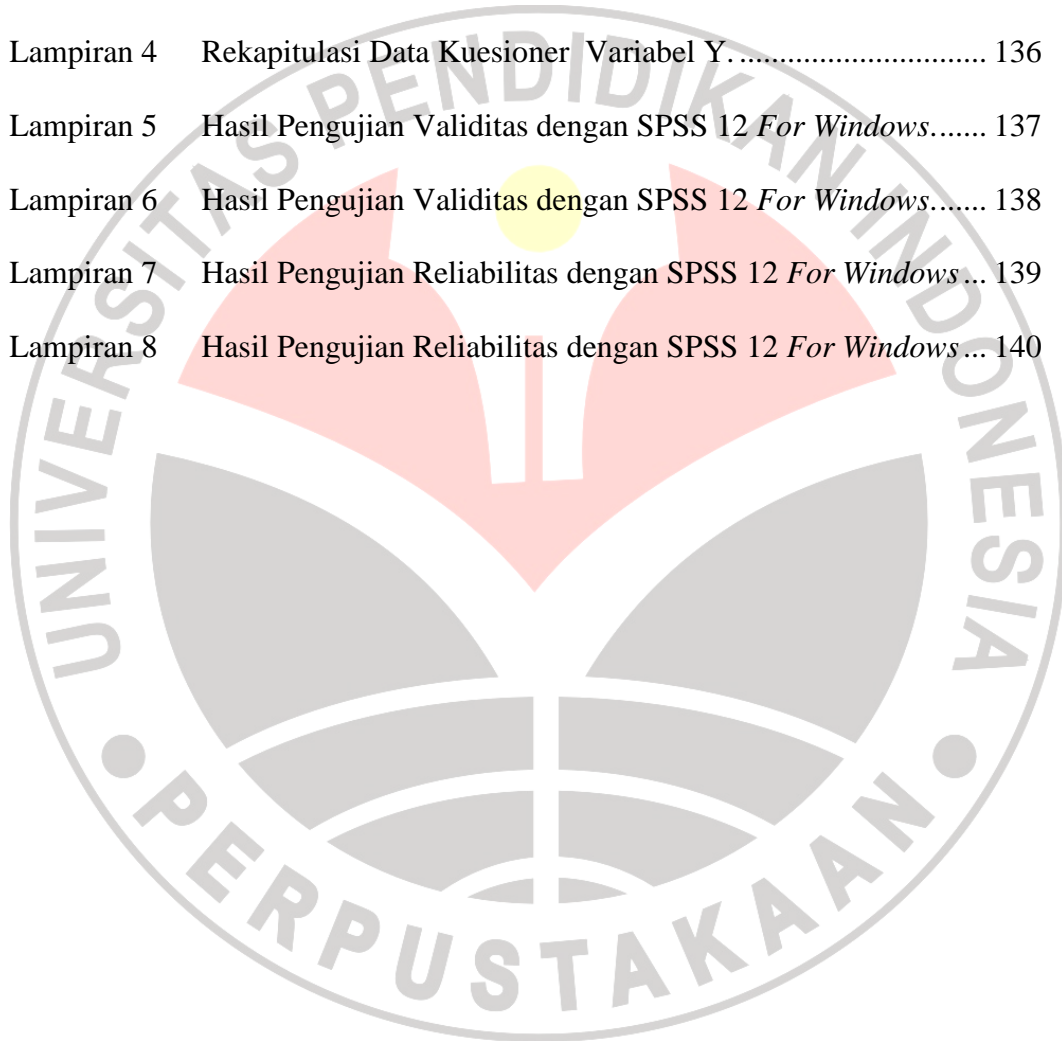 Lampiran 4 Rekapitulasi Data Kuesioner Variabel Y. .............................. 136
Lampiran 5 Hasil Pengujian Validitas dengan SPSS 12 For Windows....... 137
Lampiran 6 Hasil Pengujian Validitas dengan SPSS 12 For Windows....... 138
Lampiran 7 Hasil Pengujian Reliabilitas dengan SPSS 12 For Windows ... 139
Lampiran 8 Hasil Pengujian Reliabilitas dengan SPSS 12 For Windows ... 140
UNIVERSITAS PENDIDIKAN INDONESIA
PERPUSTAKAAN